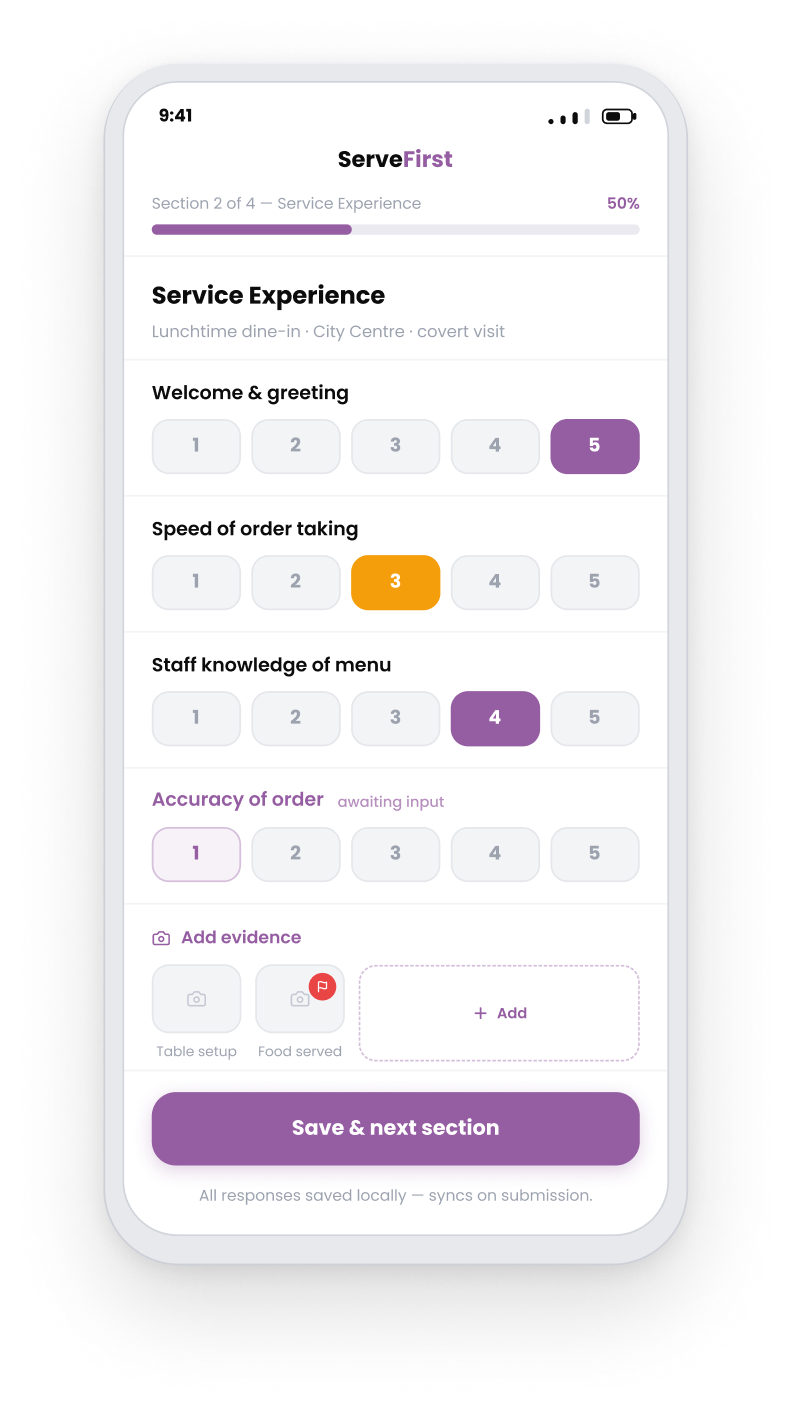 9:41
ServeFirst
Section 2 of 4 — Service Experience 50%
Service Experience
Lunchtime dine-in · City Centre · covert visit
Welcome & greeting
1 2 3 4 5
Speed of order taking
1 2 3 4 5
Staff knowledge of menu
1 2 3 4 5
Accuracy of order awaiting input
1 2 3 4 5
Add evidence
+ Add
Table setup Food served
Save & next section
All responses saved locally — syncs on submission.